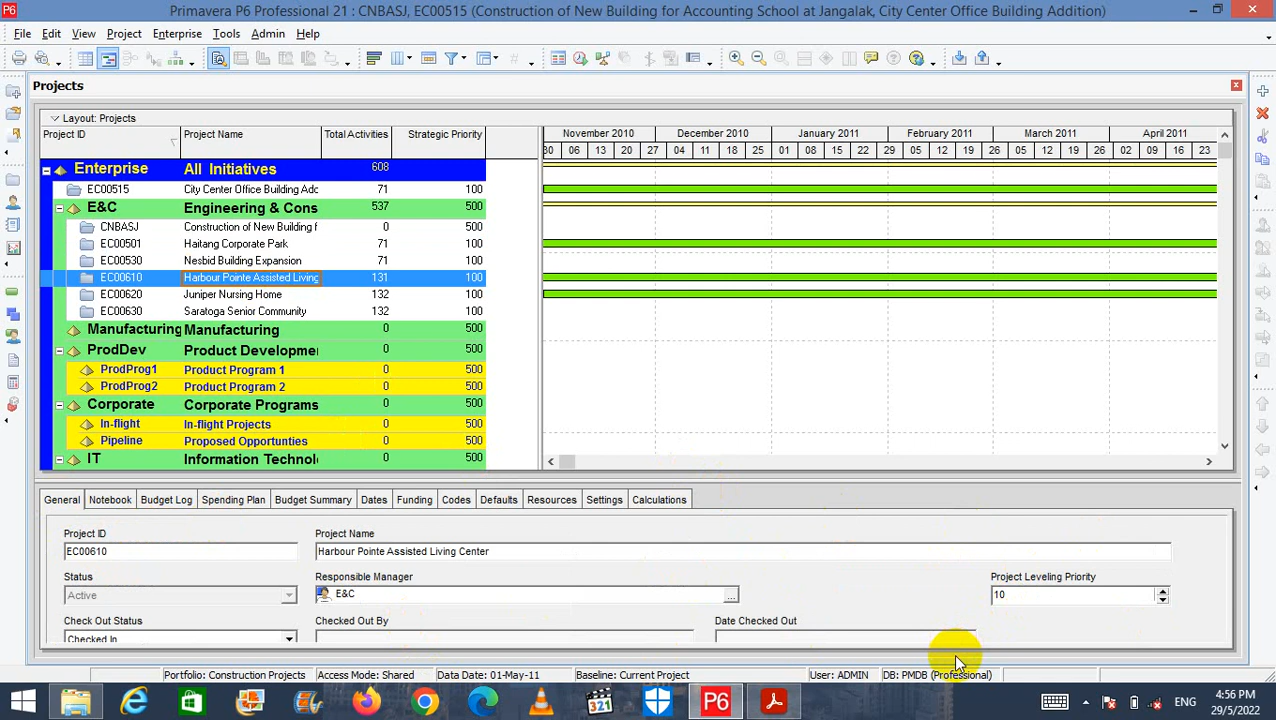 Primavera P6 Professional 21 : CNBASJ, EC00515 (Construction of New Building for Accounting School at Jangalak, City Center Office Building Addition)
File Edit View Project Enterprise Tools Admin Help
Projects
Layout: Projects
Project ID Project Name Total Activities Strategic Priority
November 2010 December 2010 January 2011 February 2011 March 2011 April 2011
30 06 13 20 27 04 11 18 25 01 08 15 22 29 05 12 19 26 05 12 19 26 02 09 16 23
Enterprise All Initiatives 608
EC00515 City Center Office Building Adc 71 100
E&C Engineering & Cons 537 500
CNBASJ Construction of New Building f 0 500
EC00501 Haitang Corporate Park 71 100
EC00530 Nesbid Building Expansion 71 100
EC00610 Harbour Pointe Assisted Living 131 100
EC00620 Juniper Nursing Home 132 100
EC00630 Saratoga Senior Community 132 100
Manufacturing Manufacturing 0 500
ProdDev Product Developme 0 500
ProdProg1 Product Program 1 0 500
ProdProg2 Product Program 2 0 500
Corporate Corporate Programs 0 500
In-flight In-flight Projects 0 500
Pipeline Proposed Opportunties 0 500
IT Information Technol 0 500
General Notebook Budget Log Spending Plan Budget Summary Dates Funding Codes Defaults Resources Settings Calculations
Project ID Project Name
EC00610 Harbour Pointe Assisted Living Center
Status Responsible Manager Project Leveling Priority
Active E&C ... 10
Check Out Status Checked Out By Date Checked Out
Checked In
Portfolio: Construction Projects Access Mode: Shared Data Date: 01-May-11 Baseline: Current Project User: ADMIN DB: PMDB (Professional)
P6 ENG 4:56 PM
29/5/2022